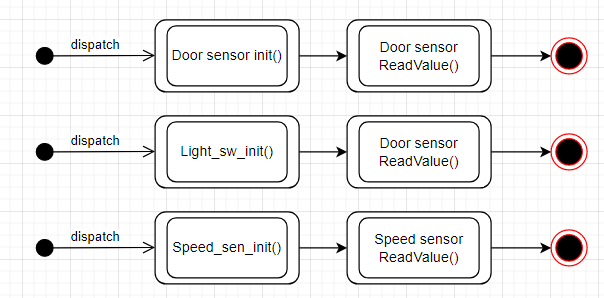 dispatch
Door sensor init()
Door sensor
ReadValue()
dispatch
Light_sw_init()
Door sensor
ReadValue()
dispatch
Speed_sen_init()
Speed sensor
ReadValue()